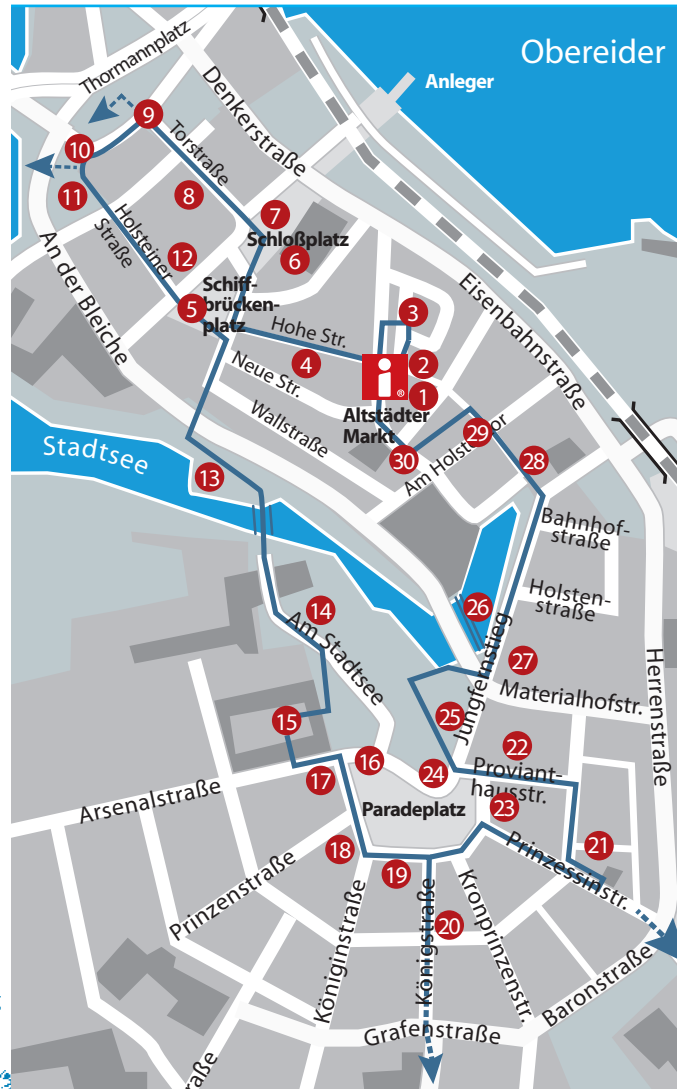 Obereider
Thormannplatz
Anleger
Denkerstraße
9
Torstraße
10
8
11
7
Schloßplatz
6
Holsteiner
Straße
12
An der Bleiche
Schiff-
brücken-
platz
5
Hohe Str.
3
Eisenbahnstraße
4
2
i
®
1
Neue Str.
Altstädter
Markt
Wallstraße
29
Am Holstentor
30
28
Stadtsee
13
Bahnhof-
straße
Holsten-
straße
26
14
Am Stadtsee
Jungfernstieg
27
Herrenstraße
Materialhofstr.
25
15
22
16
24
Proviant-
hausstr.
17
Arsenalstraße
Paradeplatz
23
18
21
19
Prinzessinstr.
Prinzenstraße
20
Königinstraße
Königstraße
Kronprinzenstr.
Baronstraße
Grafenstraße
raße